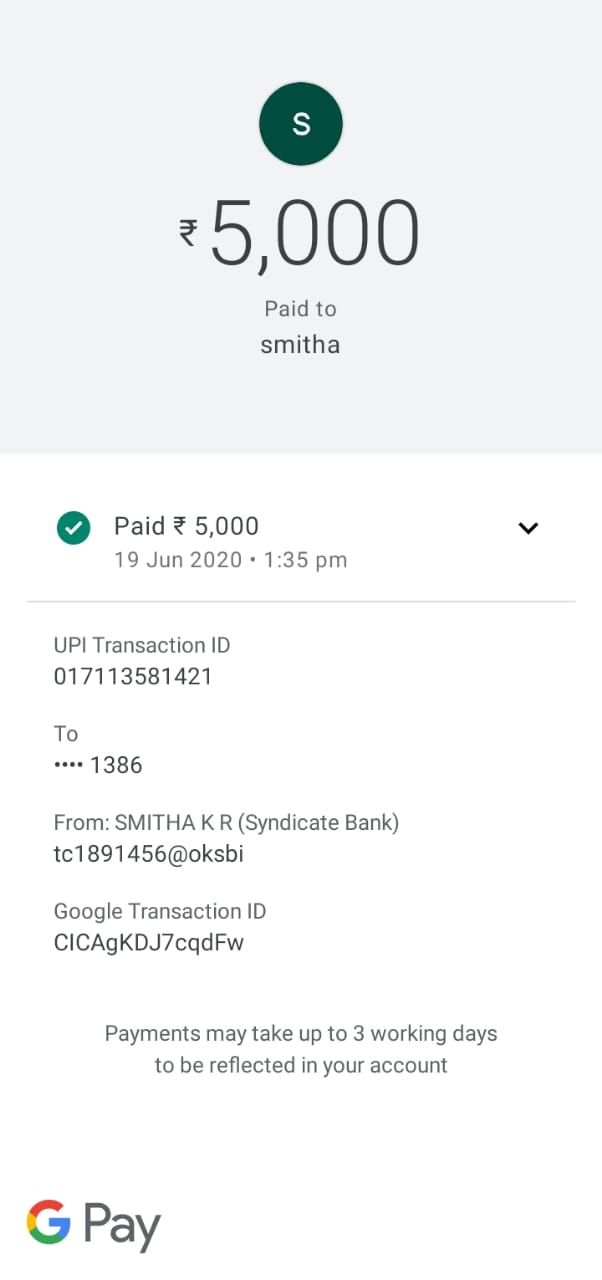 S
₹5,000
Paid to
smitha
Paid ₹ 5,000
19 Jun 2020 • 1:35 pm
UPI Transaction ID
017113581421
To
•••• 1386
From: SMITHA K R (Syndicate Bank)
tc1891456@oksbi
Google Transaction ID
CICAgKDJ7cqdFw
Payments may take up to 3 working days
to be reflected in your account
G Pay